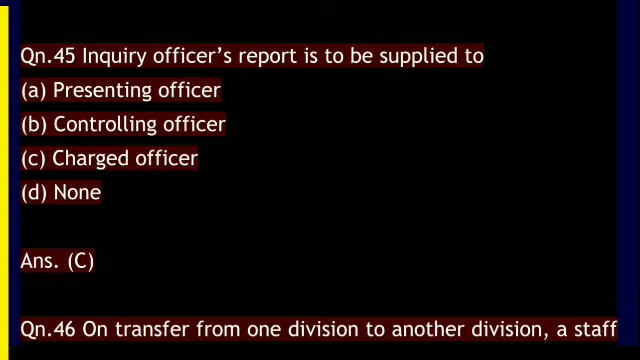 Qn.45 Inquiry officer's report is to be supplied to
(a) Presenting officer
(b) Controlling officer
(c) Charged officer
(d) None
Ans. (C)
Qn.46 On transfer from one division to another division, a staff